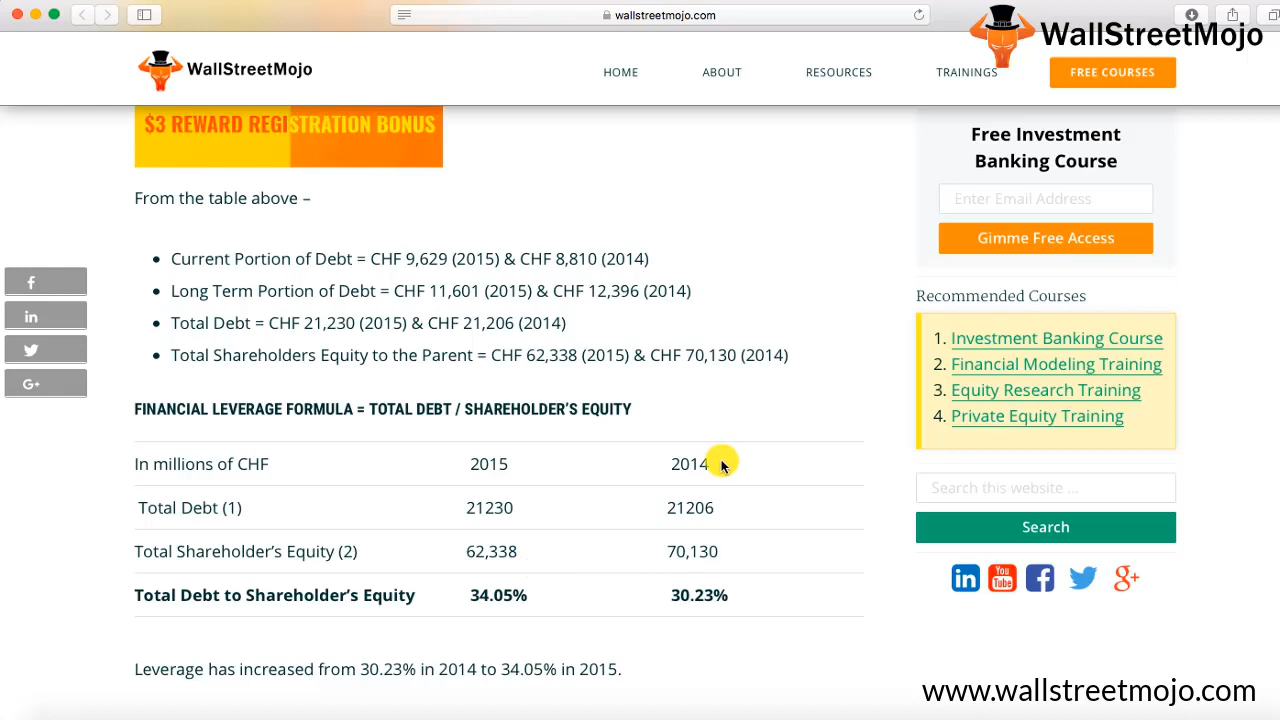 wallstreetmojo.com
WallStreetMojo
WallStreetMojo
HOME
ABOUT
RESOURCES
TRAININGS
FREE COURSES
$3 REWARD REGISTRATION BONUS
From the table above –
• Current Portion of Debt = CHF 9,629 (2015) & CHF 8,810 (2014)
• Long Term Portion of Debt = CHF 11,601 (2015) & CHF 12,396 (2014)
• Total Debt = CHF 21,230 (2015) & CHF 21,206 (2014)
• Total Shareholders Equity to the Parent = CHF 62,338 (2015) & CHF 70,130 (2014)
FINANCIAL LEVERAGE FORMULA = TOTAL DEBT / SHAREHOLDER’S EQUITY
In millions of CHF 2015 2014
Total Debt (1) 21230 21206
Total Shareholder’s Equity (2) 62,338 70,130
Total Debt to Shareholder’s Equity 34.05% 30.23%
Leverage has increased from 30.23% in 2014 to 34.05% in 2015.
f
in
G+
Free Investment
Banking Course
Enter Email Address
Gimme Free Access
Recommended Courses
1. Investment Banking Course
2. Financial Modeling Training
3. Equity Research Training
4. Private Equity Training
Search this website ...
Search
in
You
Tube
f
g+
www.wallstreetmojo.com